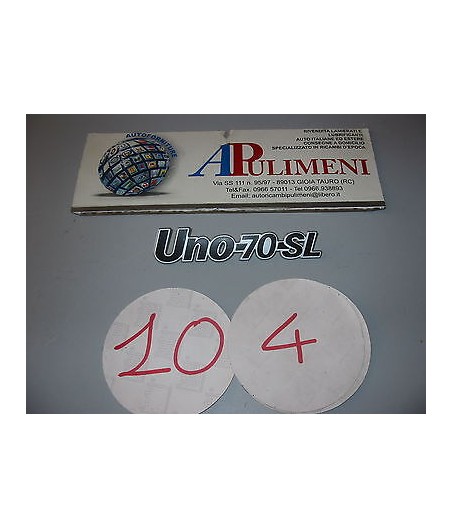 AUTOFORNITURE
RIVENDITA LAMIERATI E
LUBRIFICANTI
AUTO ITALIANE ED ESTERE
CONSEGNE A DOMICILIO
SPECIALIZZATO IN RICAMBI D'EPOCA
APULIMENI
Via SS 111 n. 95/97 - 89013 GIOIA TAURO (RC)
Tel&Fax. 0966 57011 - Tel 0966.938893
Email: autoricambipulimeni@libero.it
Uno-70-SL
10 4